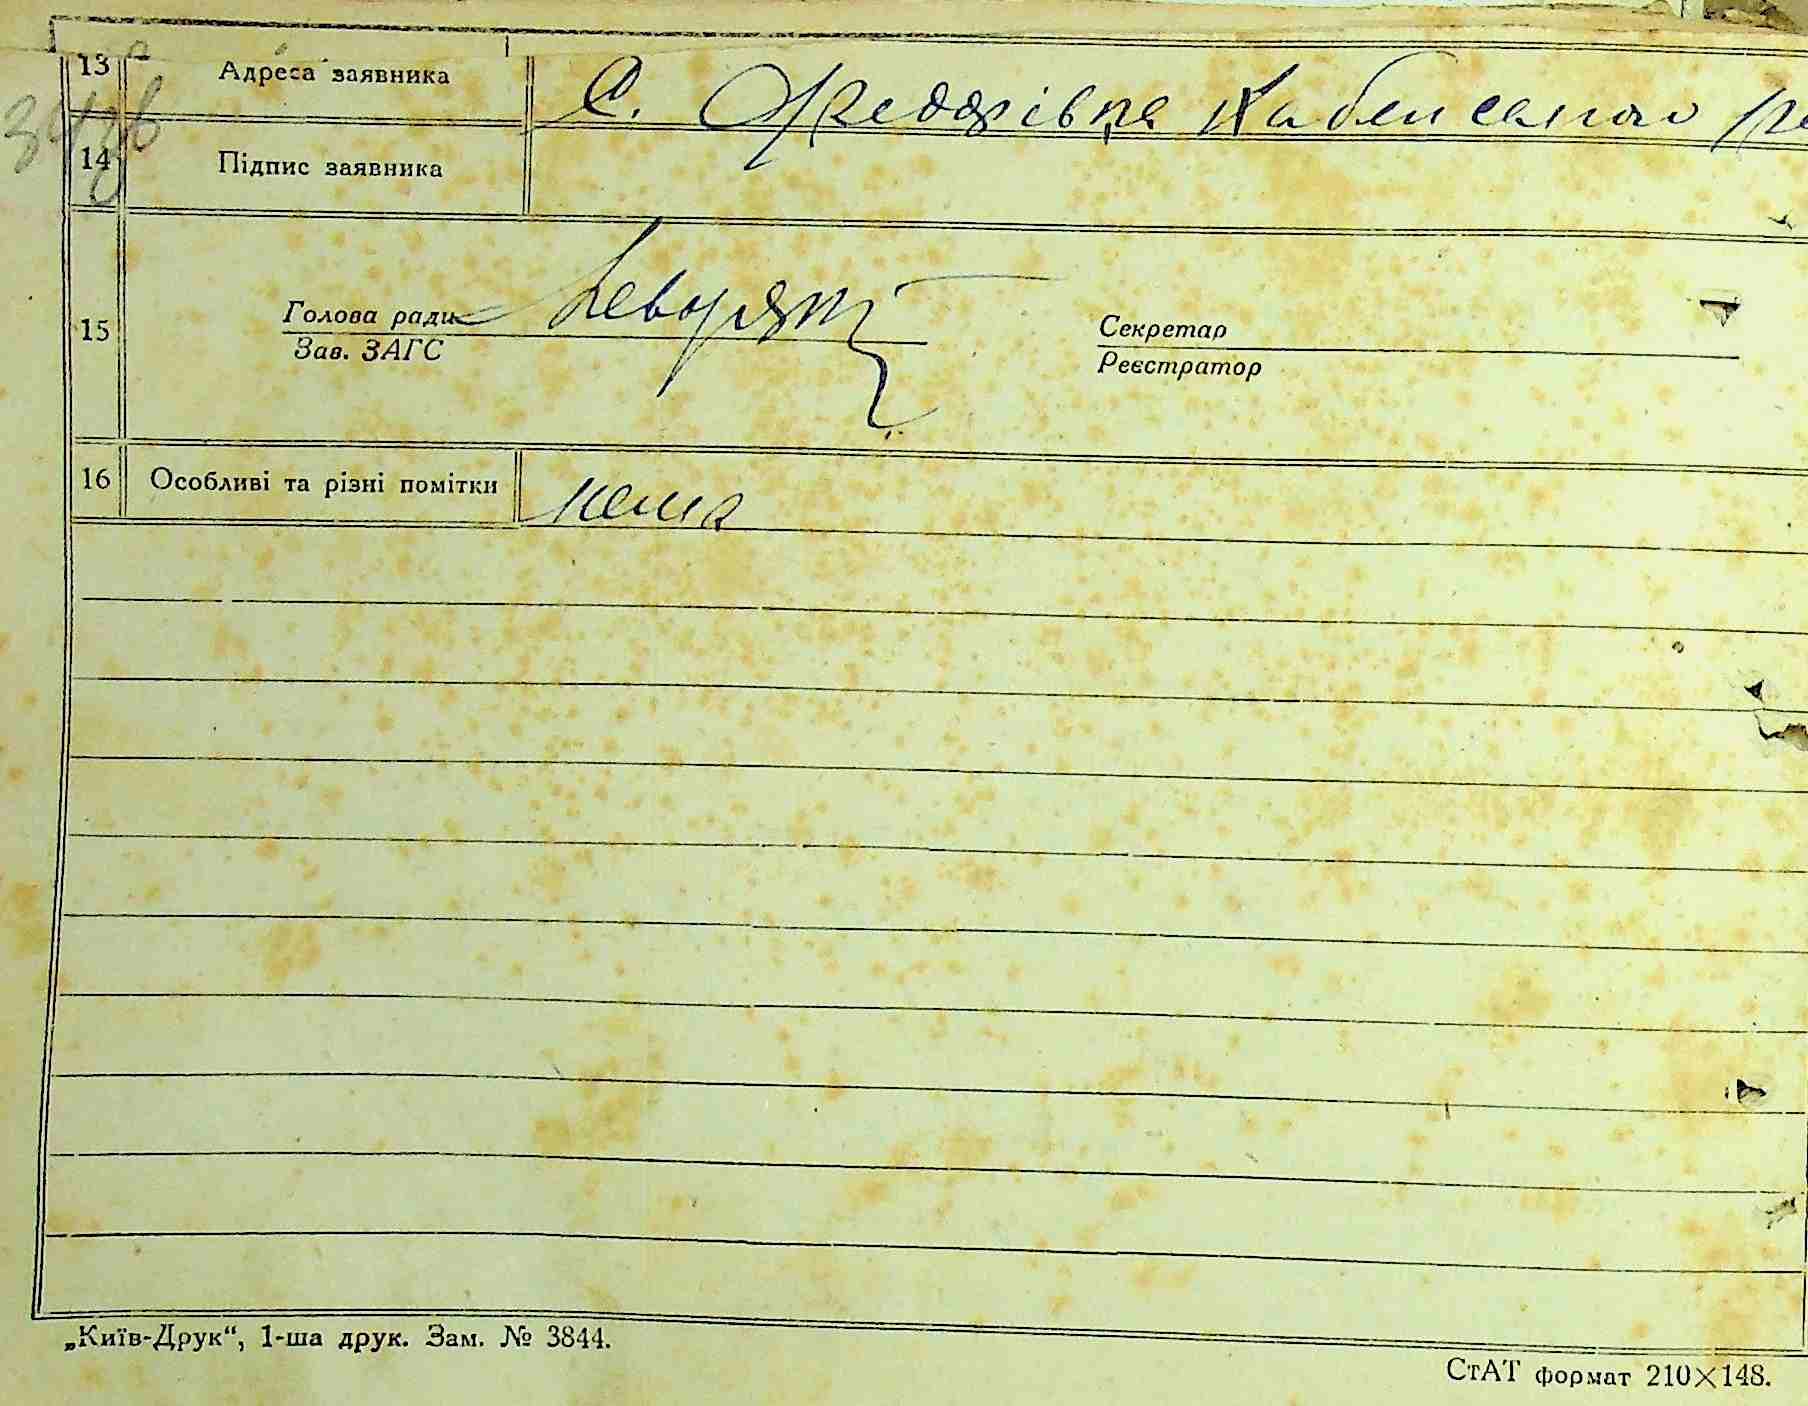 13 Адреса заявника С. Федорівка
14 Підпис заявника
15 Голова ради Секретар
Зав. ЗАГС Реєстратор
16 Особливі та різні помітки нема
„Київ-Друк“, 1-ша друк. Зам. № 3844.
СтАТ формат 210×148.